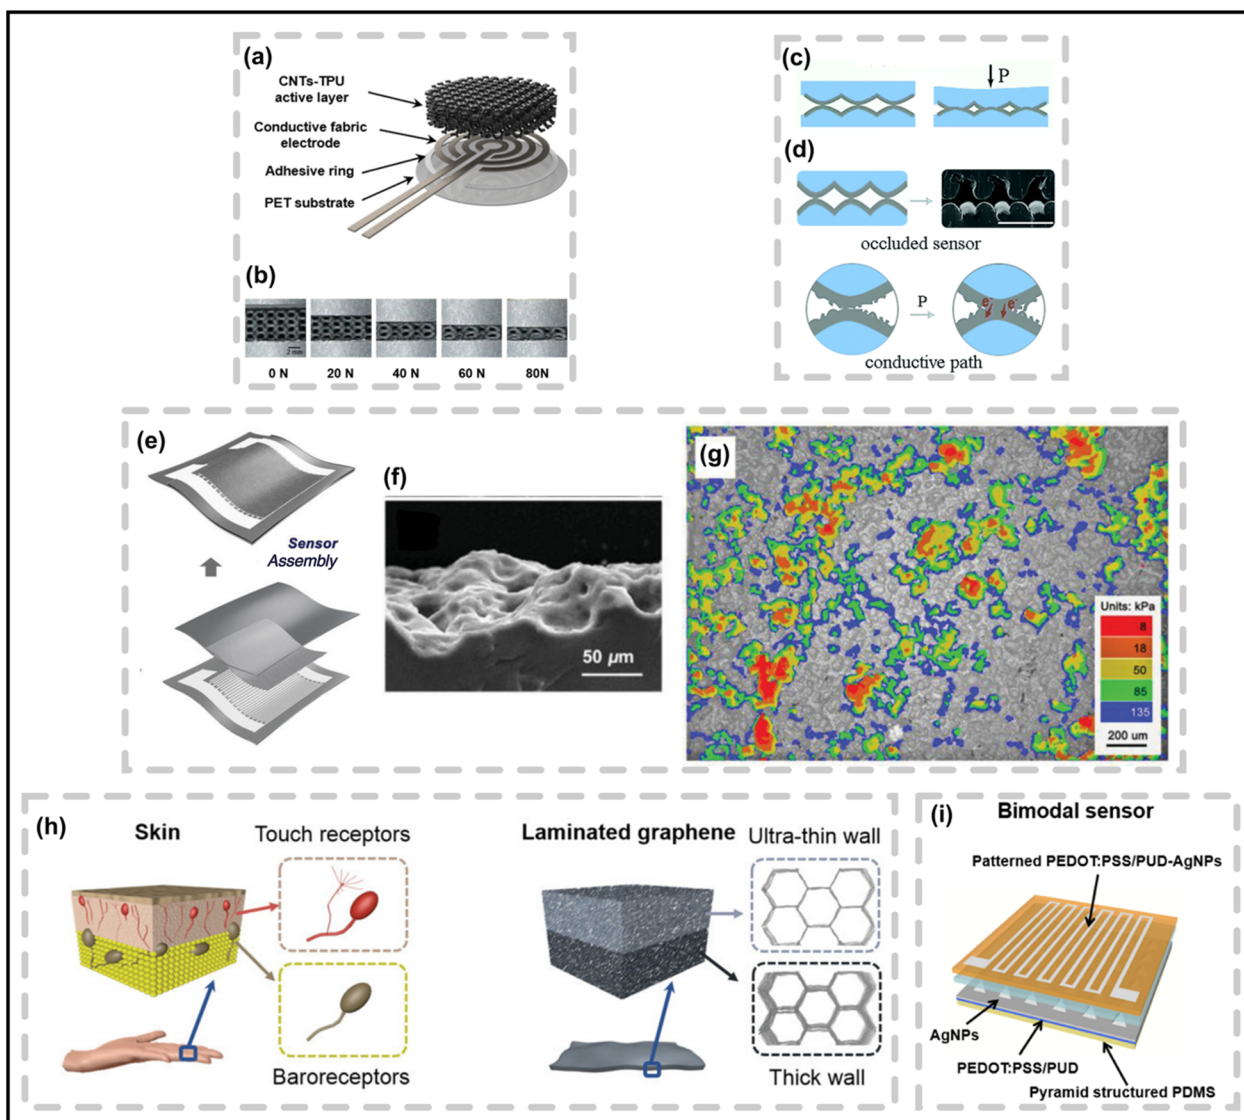 (a)
CNTs-TPU
active layer
Conductive fabric
electrode
Adhesive ring
PET substrate
(b)
2 mm
0 N
20 N
40 N
60 N
80N
(c)
P
(d)
occluded sensor
P
e-
e-
conductive path
(e)
Sensor
Assembly
(f)
50 µm
(g)
Units: kPa
8
18
50
85
135
200 um
(h)
Skin
Touch receptors
Baroreceptors
Laminated graphene
Ultra-thin wall
Thick wall
(i)
Bimodal sensor
Patterned PEDOT:PSS/PUD-AgNPs
AgNPs
PEDOT:PSS/PUD
Pyramid structured PDMS